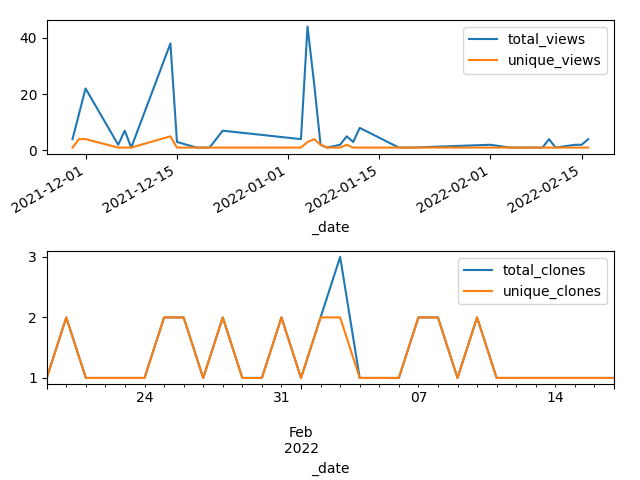 40
20
0
total_views
unique_views
2021-12-01
2021-12-15
2022-01-01
2022-01-15
2022-02-01
2022-02-15
_date
3
2
1
total_clones
unique_clones
24
31
07
14
Feb
2022
_date